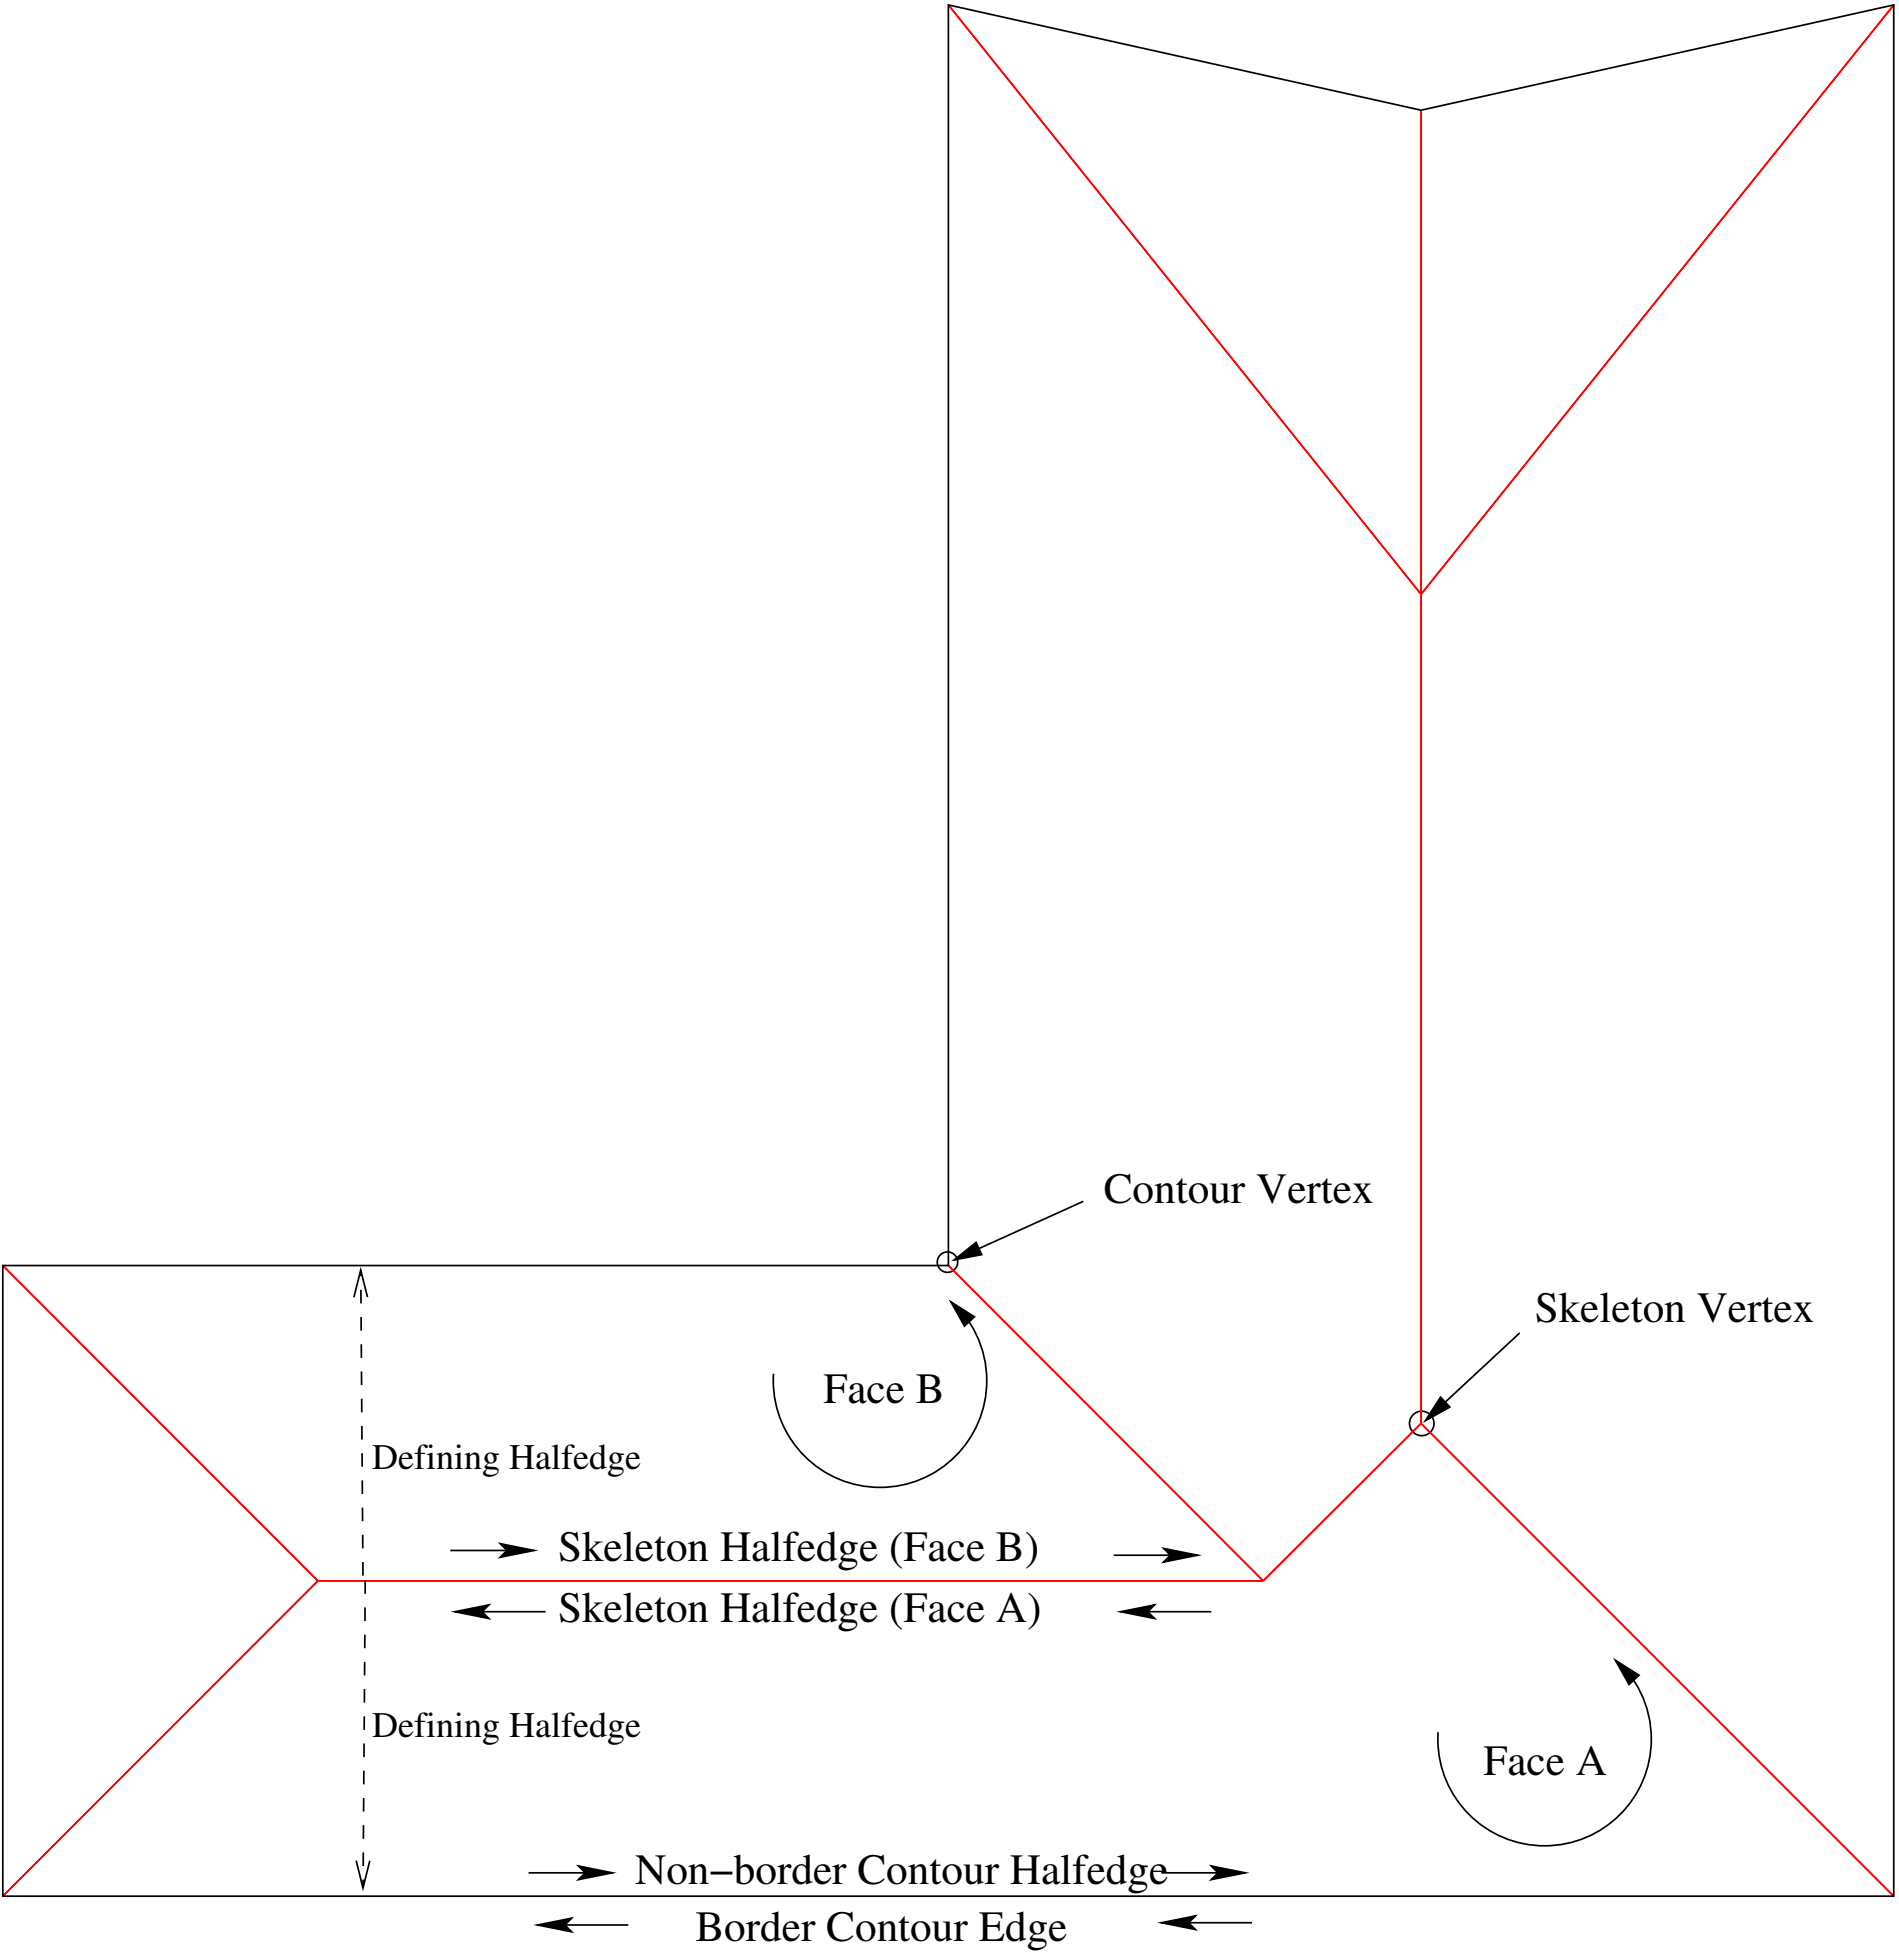 Contour Vertex
Skeleton Vertex
Face B
Defining Halfedge
Skeleton Halfedge (Face B)
Skeleton Halfedge (Face A)
Defining Halfedge
Face A
Non−border Contour Halfedge
Border Contour Edge